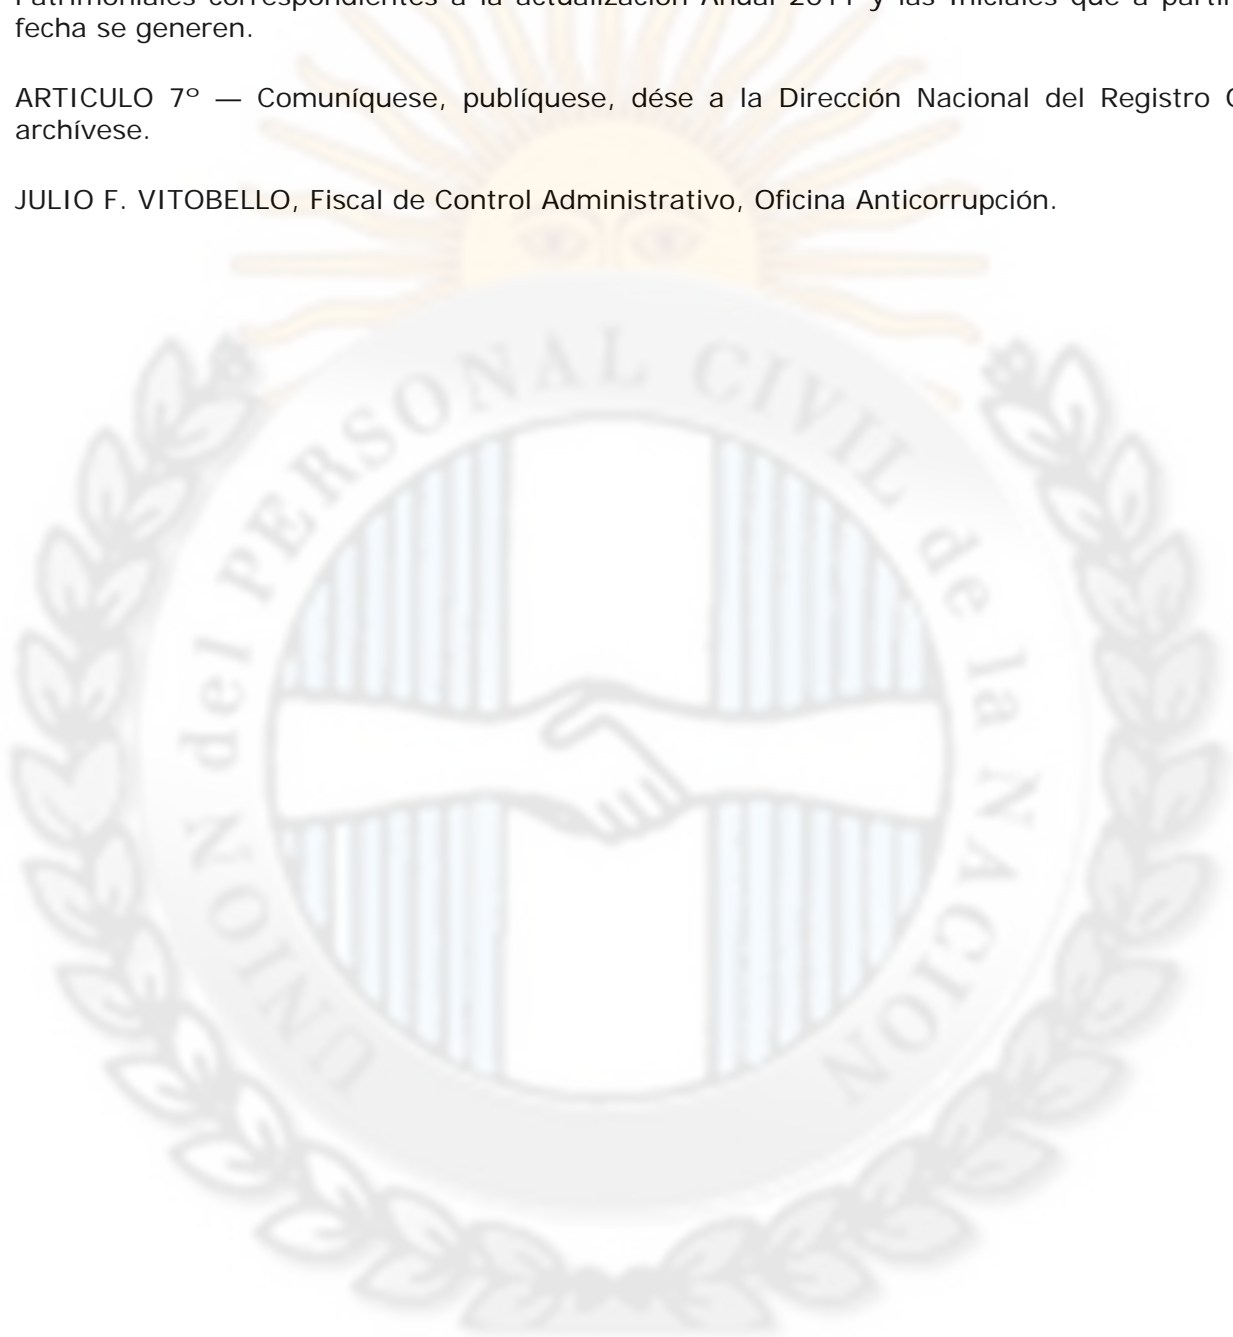 Patrimoniales correspondientes a la actualización Anual 2011 y las Iniciales que a partir
fecha se generen.
ARTICULO 7º — Comuníquese, publíquese, dése a la Dirección Nacional del Registro
archívese.
JULIO F. VITOBELLO, Fiscal de Control Administrativo, Oficina Anticorrupción.
UNION del PERSONAL CIVIL de la NACION